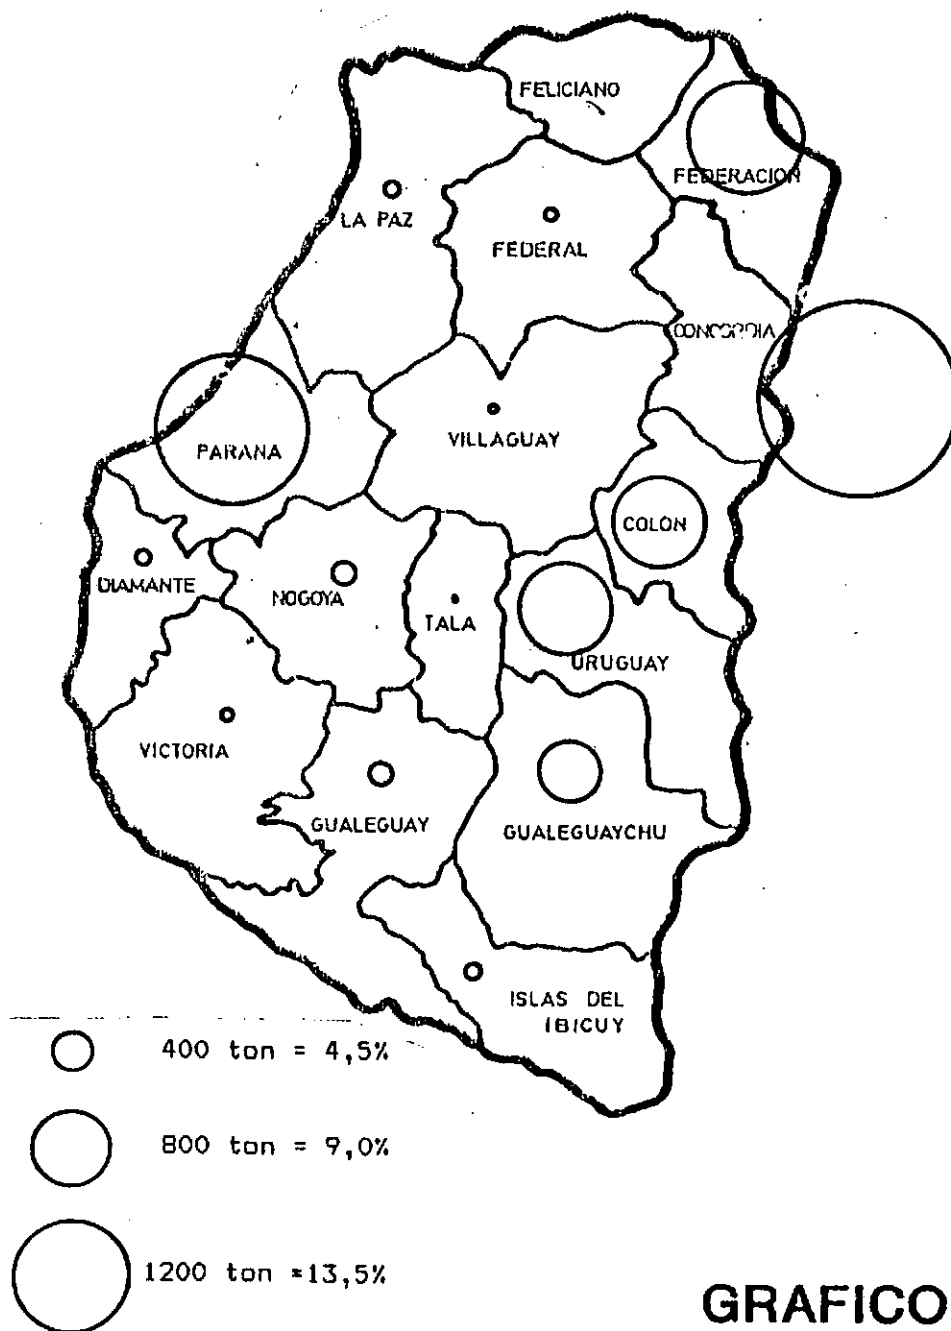 FELICIANO
FEDERACION
LA PAZ
FEDERAL
CONCORDIA
PARANA
VILLAGUAY
COLON
DIAMANTE
NOGOYA
TALA
URUGUAY
VICTORIA
GUALEGUAY
GUALEGUAYCHU
ISLAS DEL
IBICUY
400 ton = 4,5%
800 ton = 9,0%
1200 ton =13,5%
GRAFICO